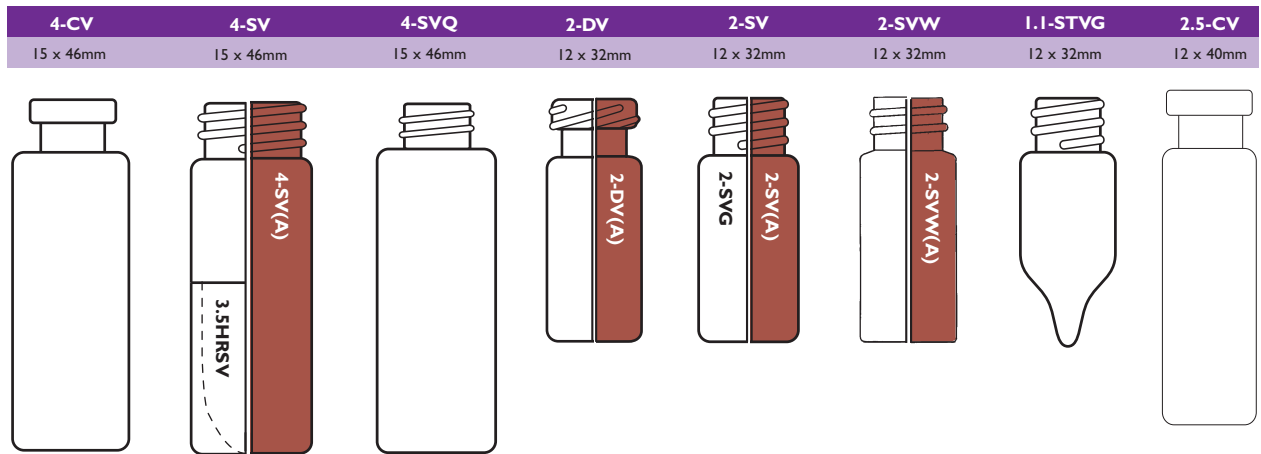 4-CV 4-SV 4-SVQ 2-DV 2-SV 2-SVW 1.1-STVG 2.5-CV
15 x 46mm 15 x 46mm 15 x 46mm 12 x 32mm 12 x 32mm 12 x 32mm 12 x 32mm 12 x 40mm
4-SV(A)
3.5HRSV
2-DV(A)
2-SVG
2-SV(A)
2-SVW(A)